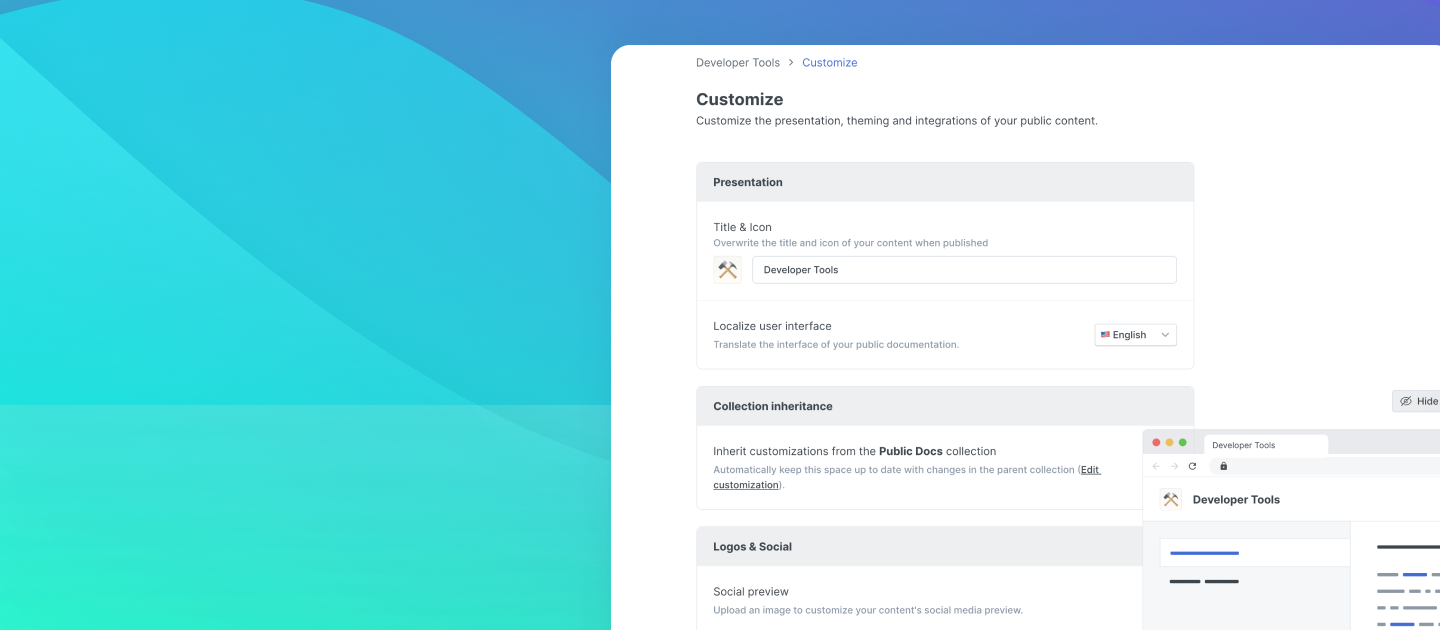 Developer Tools > Customize
Customize
Customize the presentation, theming and integrations of your public content.
Presentation
Title & Icon
Overwrite the title and icon of your content when published
Developer Tools
Localize user interface
Translate the interface of your public documentation.
English
Collection inheritance
Inherit customizations from the Public Docs collection
Automatically keep this space up to date with changes in the parent collection (Edit
customization).
Logos & Social
Social preview
Upload an image to customize your content's social media preview.
Hide
Developer Tools
Developer Tools